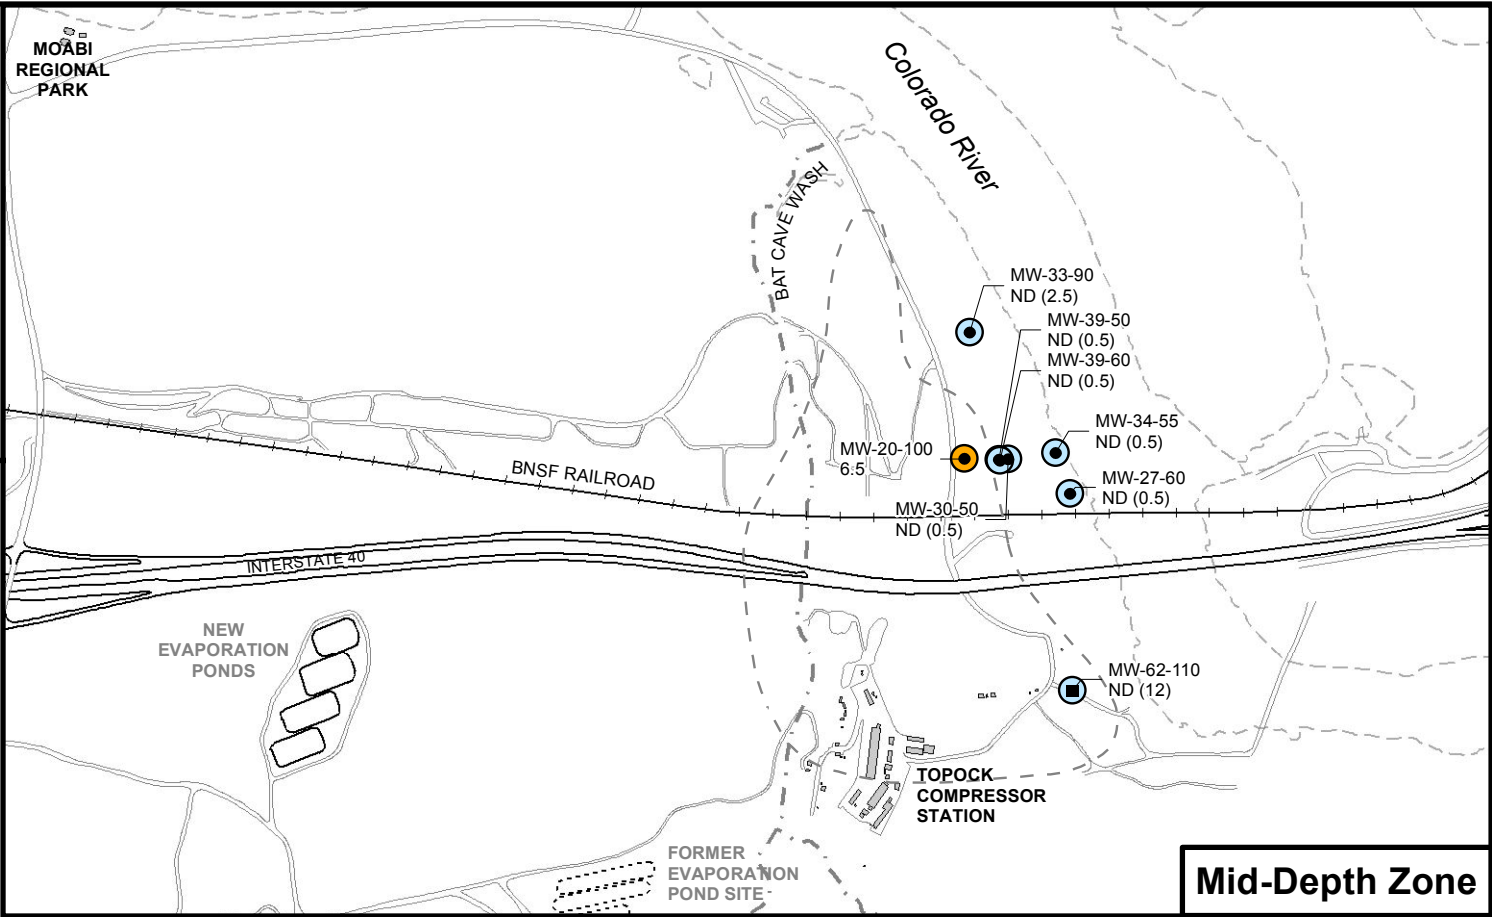 MOABI
REGIONAL
PARK
Colorado River
BAT CAVE WASH
MW-33-90
ND (2.5)
MW-39-50
ND (0.5)
MW-39-60
ND (0.5)
MW-34-55
ND (0.5)
MW-20-100
6.5
MW-27-60
ND (0.5)
BNSF RAILROAD
MW-30-50
ND (0.5)
INTERSTATE 40
NEW
EVAPORATION
PONDS
MW-62-110
ND (12)
TOPOCK
COMPRESSOR
STATION
FORMER
EVAPORATION
POND SITE
Mid-Depth Zone